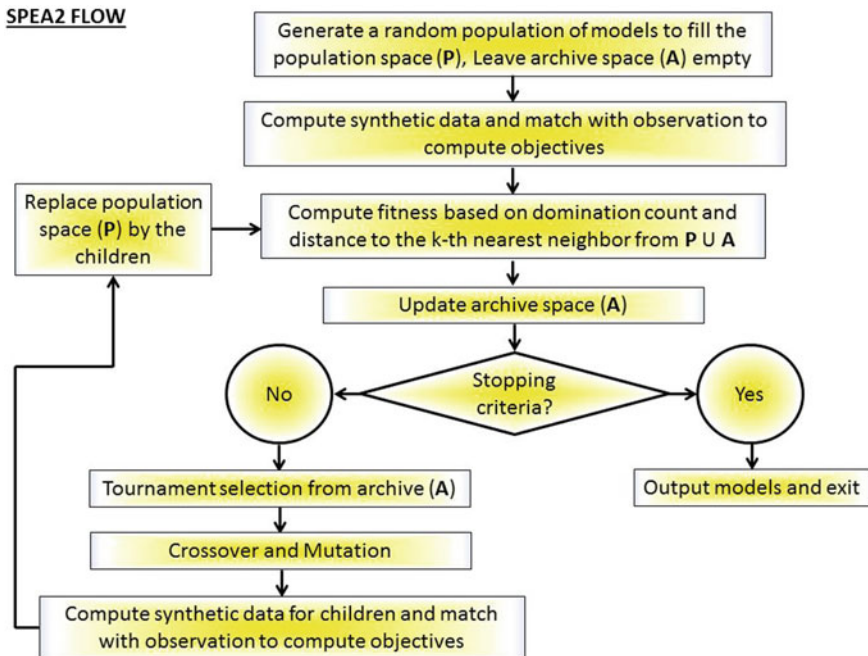 SPEA2 FLOW
Generate a random population of models to fill the
population space (P), Leave archive space (A) empty
Compute synthetic data and match with observation to
compute objectives
Replace population
space (P) by the
children
Compute fitness based on domination count and
distance to the k-th nearest neighbor from P U A
Update archive space (A)
Stopping
criteria?
No
Yes
Tournament selection from archive (A)
Output models and exit
Crossover and Mutation
Compute synthetic data for children and match
with observation to compute objectives